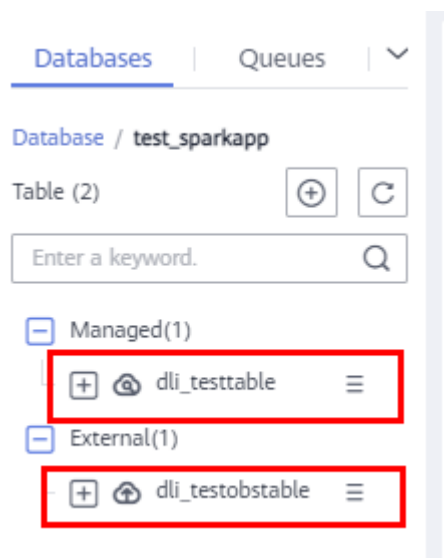 Databases | Queues |
Database / test_sparkapp
Table (2)
Enter a keyword.
Managed(1)
dli_testtable
External(1)
dli_testobstable